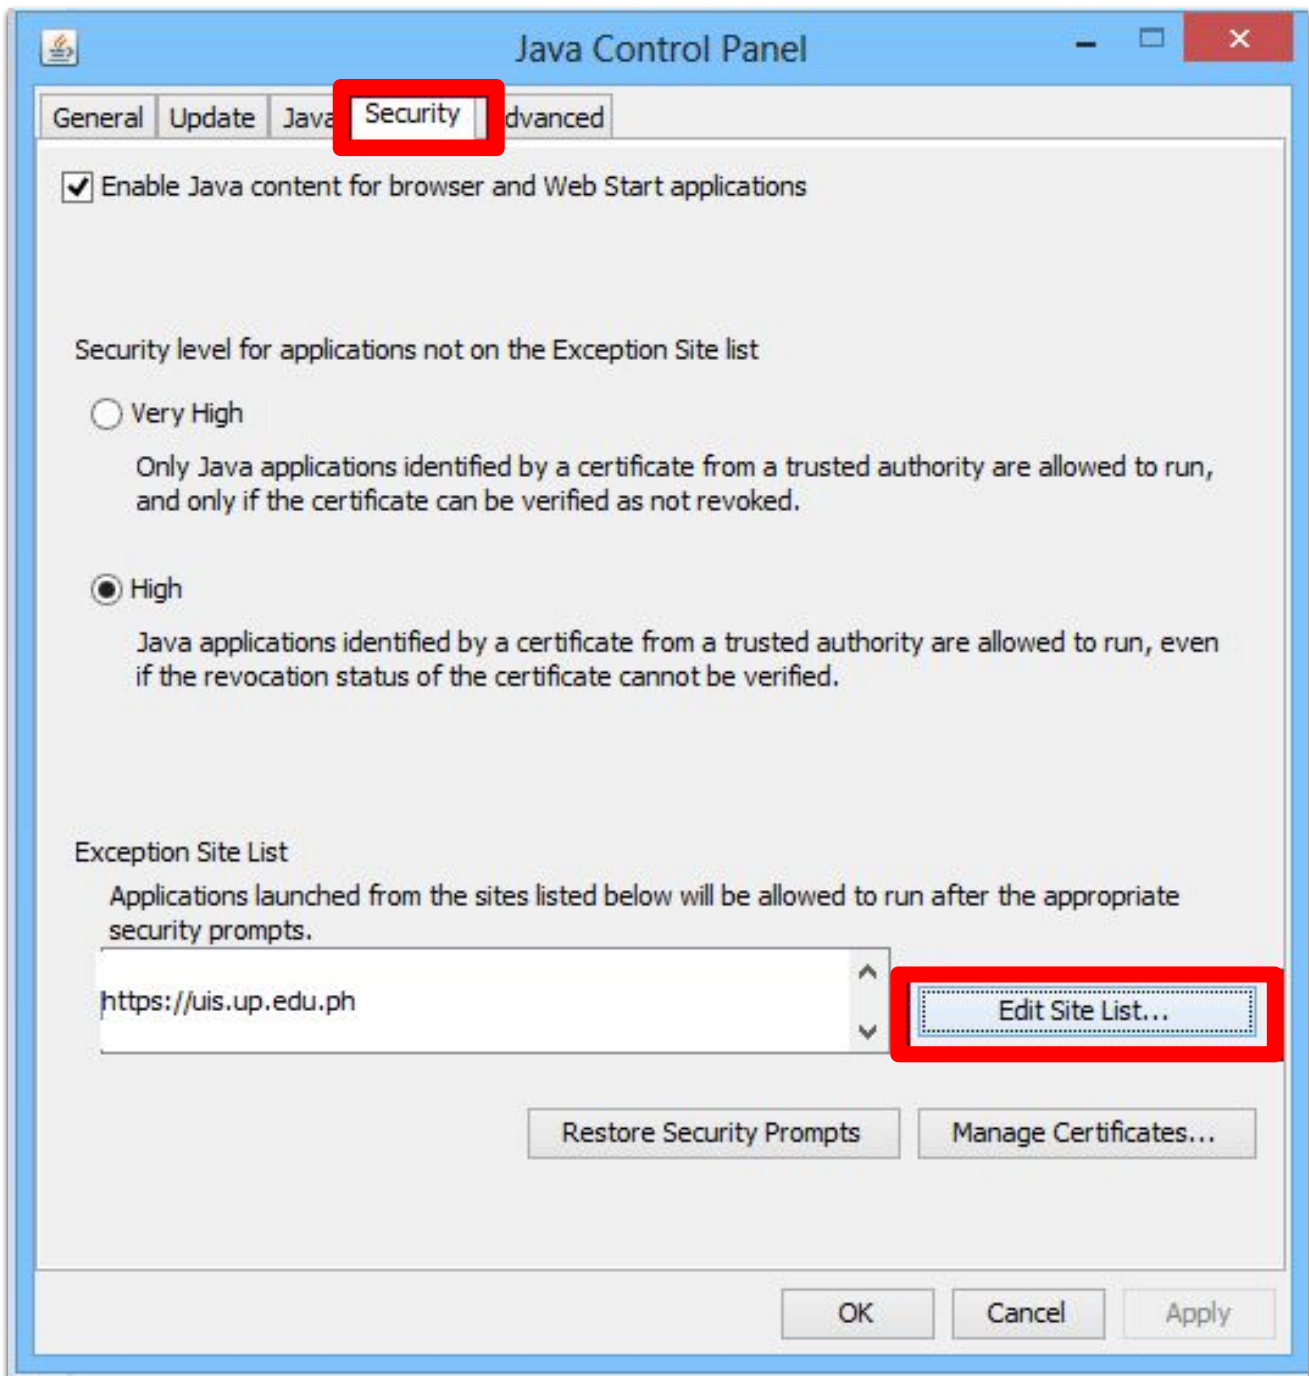 Java Control Panel
General Update Java Security dvanced
Enable Java content for browser and Web Start applications
Security level for applications not on the Exception Site list
Very High
Only Java applications identified by a certificate from a trusted authority are allowed to run,
and only if the certificate can be verified as not revoked.
High
Java applications identified by a certificate from a trusted authority are allowed to run, even
if the revocation status of the certificate cannot be verified.
Exception Site List
Applications launched from the sites listed below will be allowed to run after the appropriate
security prompts.
https://uis.up.edu.ph
Edit Site List...
Restore Security Prompts Manage Certificates...
OK Cancel Apply